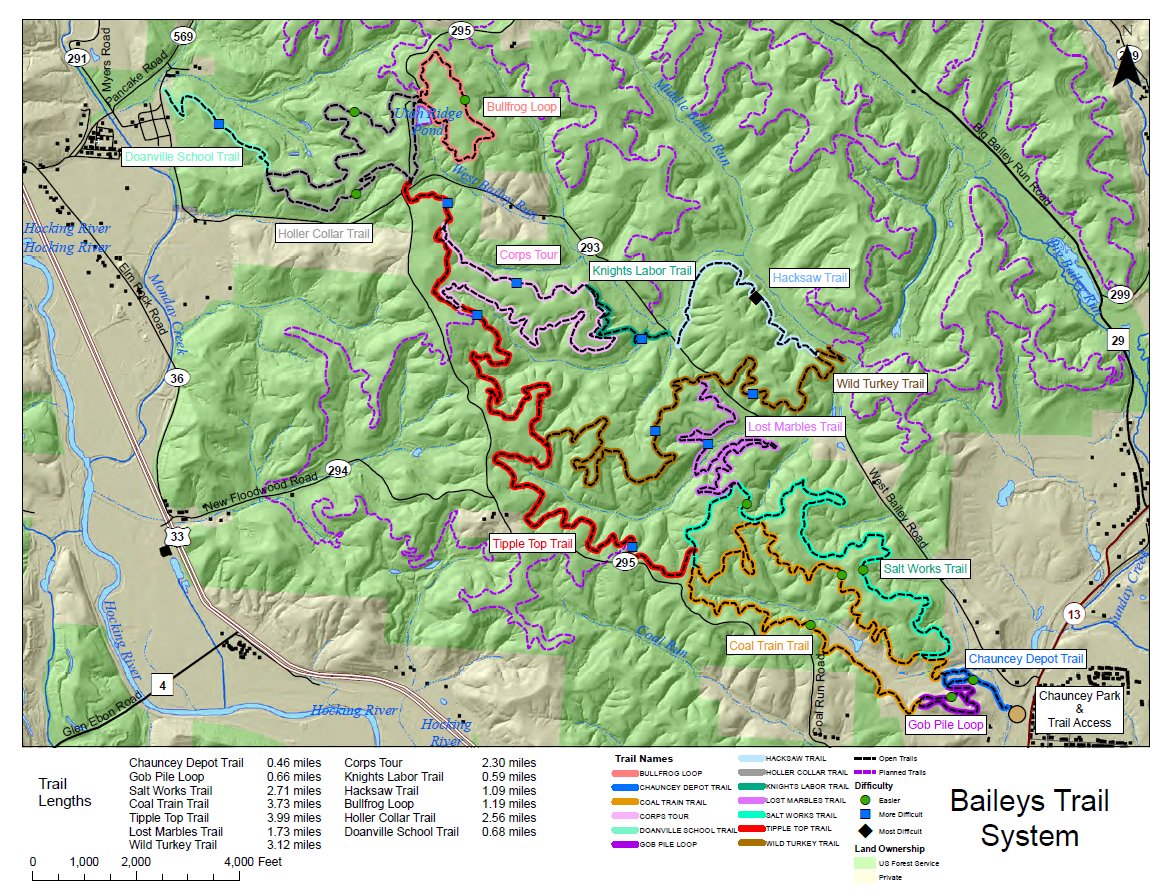 569
295
N
291
Myers Road
Pancake Road
Bullfrog Loop
Utah Ridge
Pond
Middle Bailey Run
Big Bailey Run Road
Doanville School Trail
West Bailey Run
Hocking River
Hocking River
Holler Collar Trail
293
Corps Tour
Knights Labor Trail
Hacksaw Trail
Elm Rock Road
Monday Creek
299
29
36
Wild Turkey Trail
Lost Marbles Trail
294
New Floodwood Road
West Bailey Road
33
Tipple Top Trail
295
Salt Works Trail
Hocking River
13
Sunday Creek
Coal Run
Coal Train Trail
Chauncey Depot Trail
4
Glen Ebon Road
Coal Run Road
Chauncey Park
&
Trail Access
Hocking River
Hocking
River
Gob Pile Loop
Trail
Lengths
Chauncey Depot Trail 0.46 miles
Gob Pile Loop 0.66 miles
Salt Works Trail 2.71 miles
Coal Train Trail 3.73 miles
Tipple Top Trail 3.99 miles
Lost Marbles Trail 1.73 miles
Wild Turkey Trail 3.12 miles
Corps Tour 2.30 miles
Knights Labor Trail 0.59 miles
Hacksaw Trail 1.09 miles
Bullfrog Loop 1.19 miles
Holler Collar Trail 2.56 miles
Doanville School Trail 0.68 miles
0 1,000 2,000 4,000 Feet
Trail Names
BULLFROG LOOP
CHAUNCEY DEPOT TRAIL
COAL TRAIN TRAIL
CORPS TOUR
DOANVILLE SCHOOL TRAIL
GOB PILE LOOP
HACKSAW TRAIL
HOLLER COLLAR TRAIL
KNIGHTS LABOR TRAIL
LOST MARBLES TRAIL
SALT WORKS TRAIL
TIPPLE TOP TRAIL
WILD TURKEY TRAIL
Open Trails
Planned Trails
Difficulty
Easier
More Difficult
Most Difficult
Land Ownership
US Forest Service
Private
Baileys Trail
System